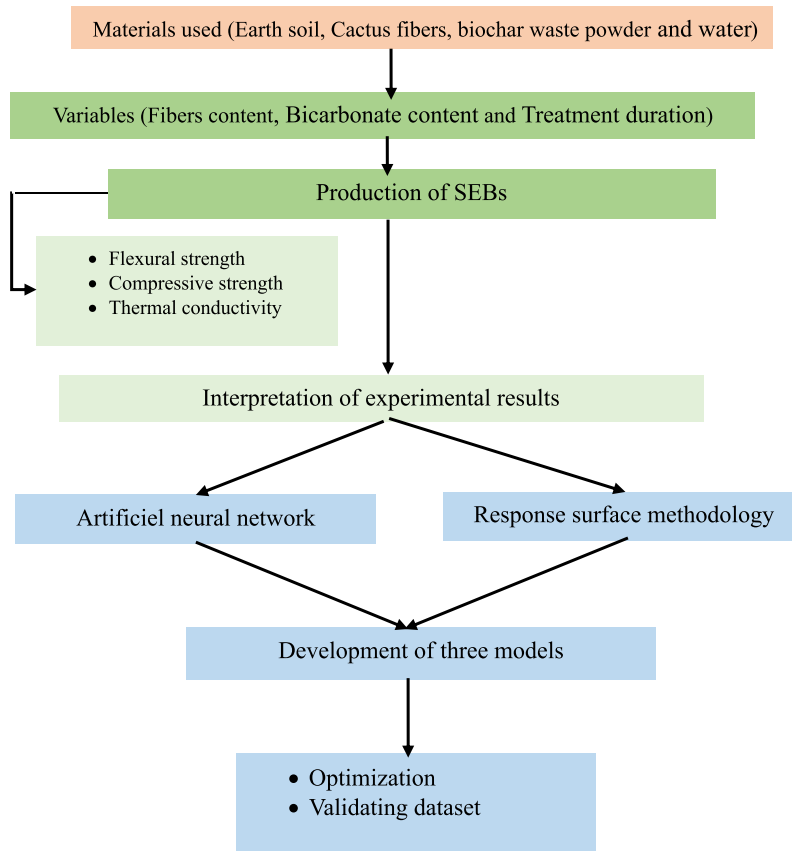 Materials used (Earth soil, Cactus fibers, biochar waste powder and water)
Variables (Fibers content, Bicarbonate content and Treatment duration)
Production of SEBs
• Flexural strength
• Compressive strength
• Thermal conductivity
Interpretation of experimental results
Artificiel neural network
Response surface methodology
Development of three models
• Optimization
• Validating dataset